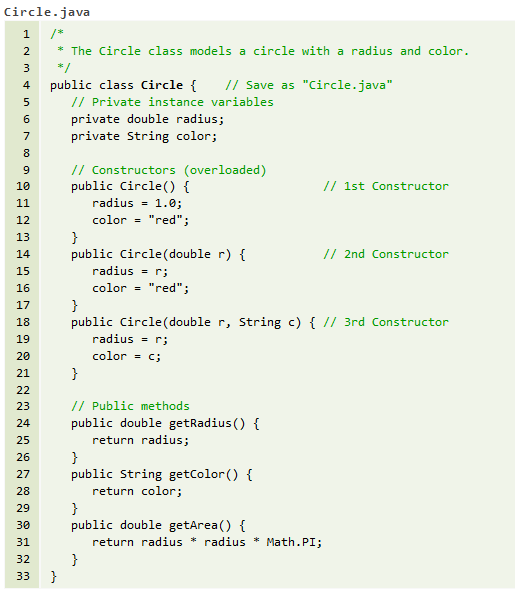 Circle.java
1 /*
2  * The Circle class models a circle with a radius and color.
3  */
4 public class Circle {    // Save as "Circle.java"
5    // Private instance variables
6    private double radius;
7    private String color;
8
9    // Constructors (overloaded)
10    public Circle() {                   // 1st Constructor
11       radius = 1.0;
12       color = "red";
13    }
14    public Circle(double r) {           // 2nd Constructor
15       radius = r;
16       color = "red";
17    }
18    public Circle(double r, String c) { // 3rd Constructor
19       radius = r;
20       color = c;
21    }
22
23    // Public methods
24    public double getRadius() {
25       return radius;
26    }
27    public String getColor() {
28       return color;
29    }
30    public double getArea() {
31       return radius * radius * Math.PI;
32    }
33 }